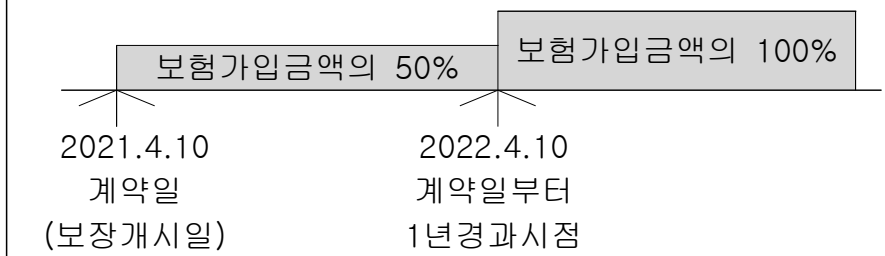 보험가입금액의 50%
보험가입금액의 100%
2021.4.10
계약일
(보장개시일)
2022.4.10
계약일부터
1년경과시점